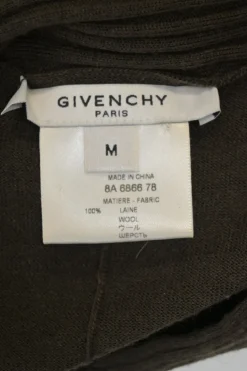 GIVENCHY
PARIS
M
MADE IN CHINA
8A 6866 78
MATIERE - FABRIC
100% LAINE
WOOL
ウール
ШЕРСТЬ